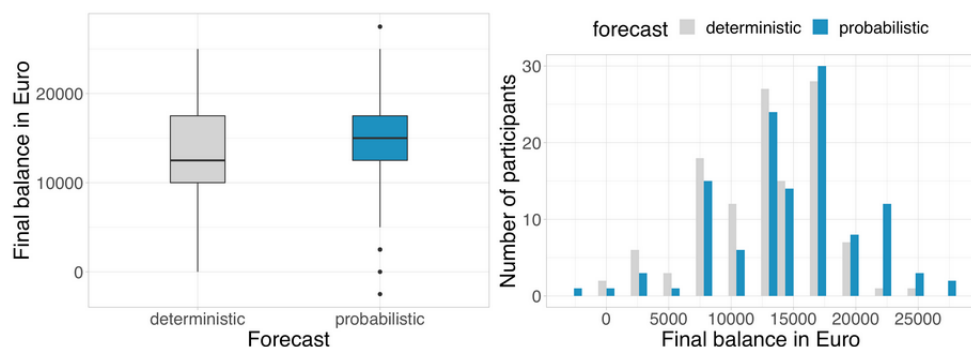 Final balance in Euro
20000
10000
0
deterministic probabilistic
Forecast
forecast deterministic probabilistic
Number of participants
30
20
10
0
0 5000 10000 15000 20000 25000
Final balance in Euro